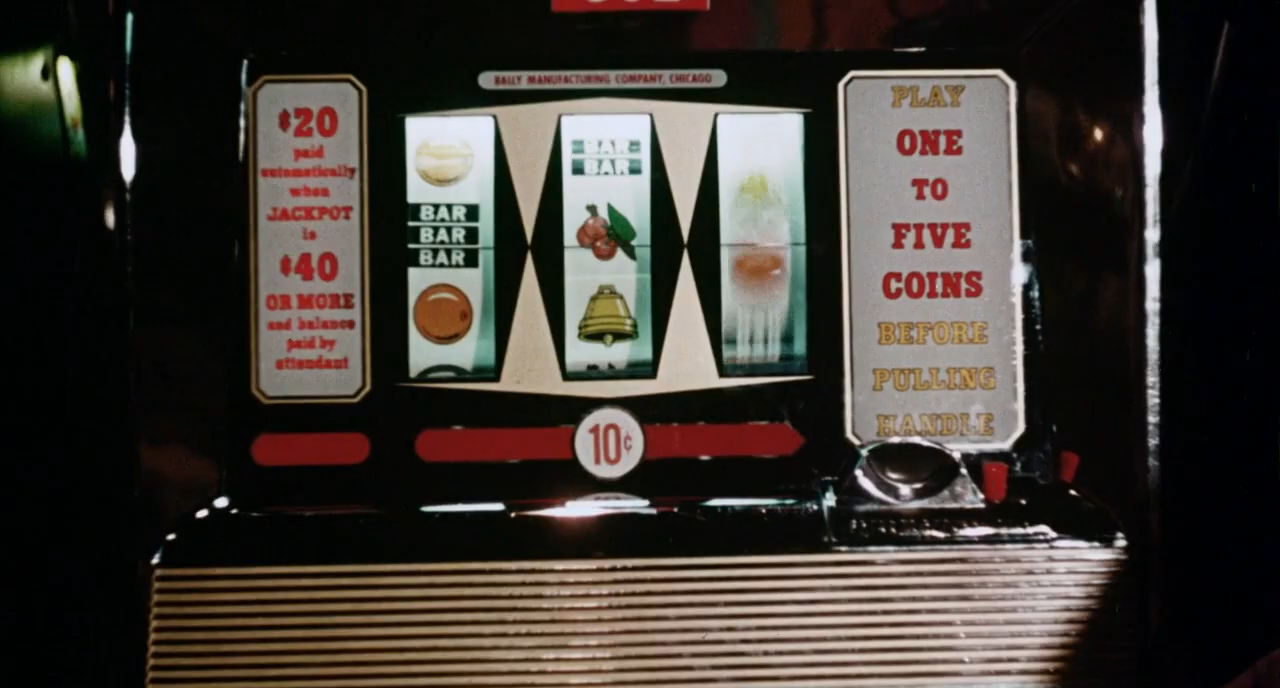 BALLY MANUFACTURING COMPANY, CHICAGO
$20
paid
automatically
when
JACKPOT
is
$40
OR MORE
and balance
paid by
attendant
BAR
BAR
BAR
BAR
BAR
PLAY
ONE
TO
FIVE
COINS
BEFORE
PULLING
HANDLE
10¢